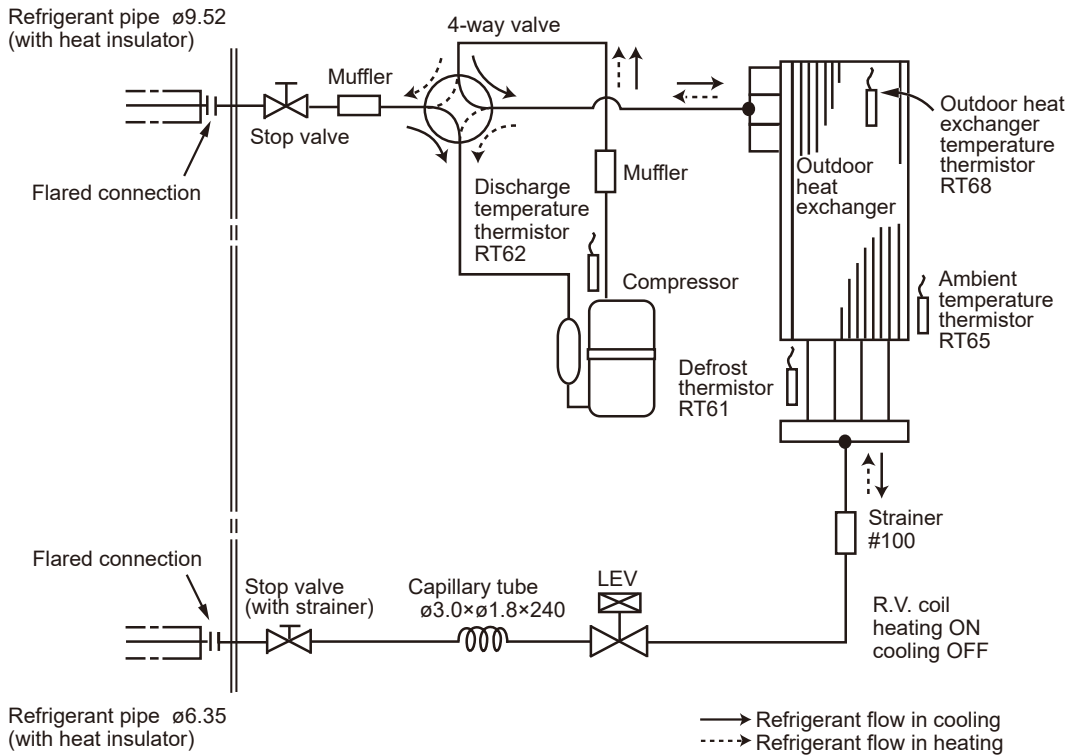 Refrigerant pipe ø9.52
(with heat insulator)
4-way valve
Muffler
Stop valve
Flared connection
Discharge
temperature
thermistor
RT62
Muffler
Compressor
Outdoor
heat
exchanger
Outdoor heat
exchanger
temperature
thermistor
RT68
Ambient
temperature
thermistor
RT65
Defrost
thermistor
RT61
Strainer
#100
Flared connection
Stop valve
(with strainer)
Capillary tube
ø3.0×ø1.8×240
LEV
R.V. coil
heating ON
cooling OFF
Refrigerant pipe ø6.35
(with heat insulator)
Refrigerant flow in cooling
Refrigerant flow in heating